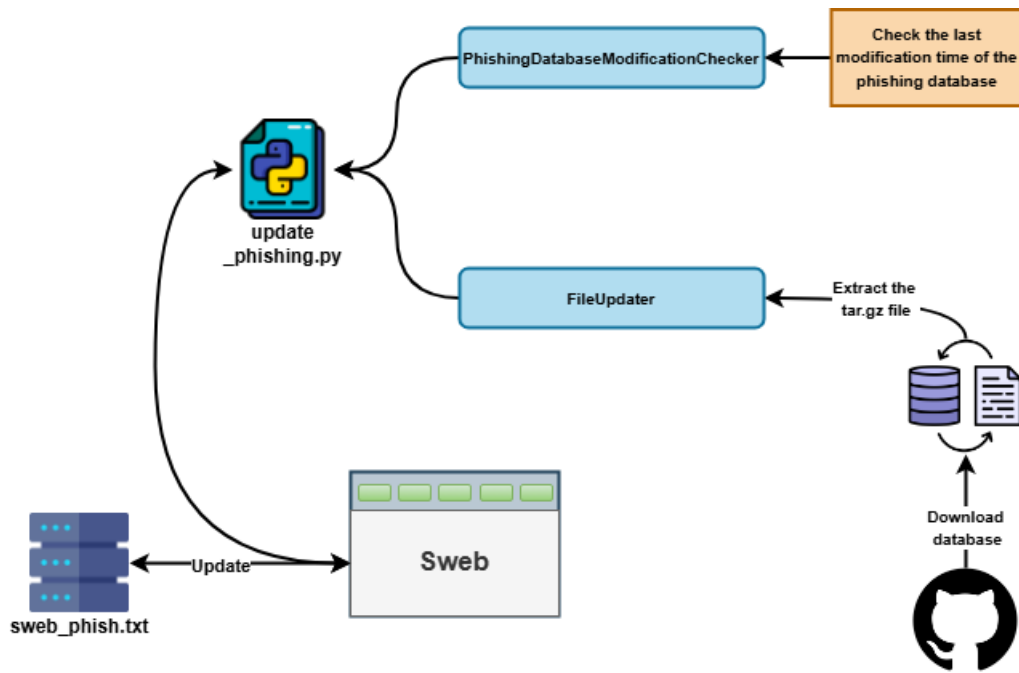 Check the last
modification time of the
phishing database
PhishingDatabaseModificationChecker
update
_phishing.py
FileUpdater
Extract the
tar.gz file
Download
database
Sweb
Update
sweb_phish.txt